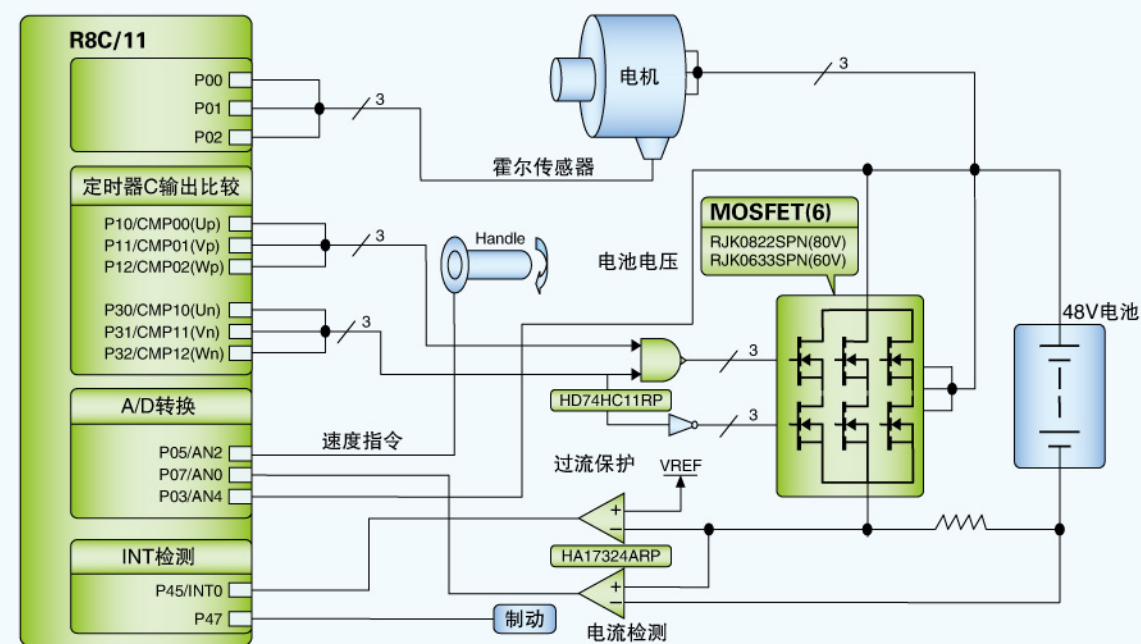 R8C/11
P00
P01
P02
3
定时器C输出比较
P10/CMP00(Up)
P11/CMP01(Vp)
P12/CMP02(Wp)
3
P30/CMP10(Un)
P31/CMP11(Vn)
P32/CMP12(Wn)
3
A/D转换
P05/AN2
P07/AN0
P03/AN4
INT检测
P45/INT0
P47
电机
3
霍尔传感器
Handle
电池电压
MOSFET(6)
RJK0822SPN(80V)
RJK0633SPN(60V)
48V电池
3
HD74HC11RP
3
速度指令
过流保护
VREF
+
−
HA17324ARP
+
−
制动
电流检测